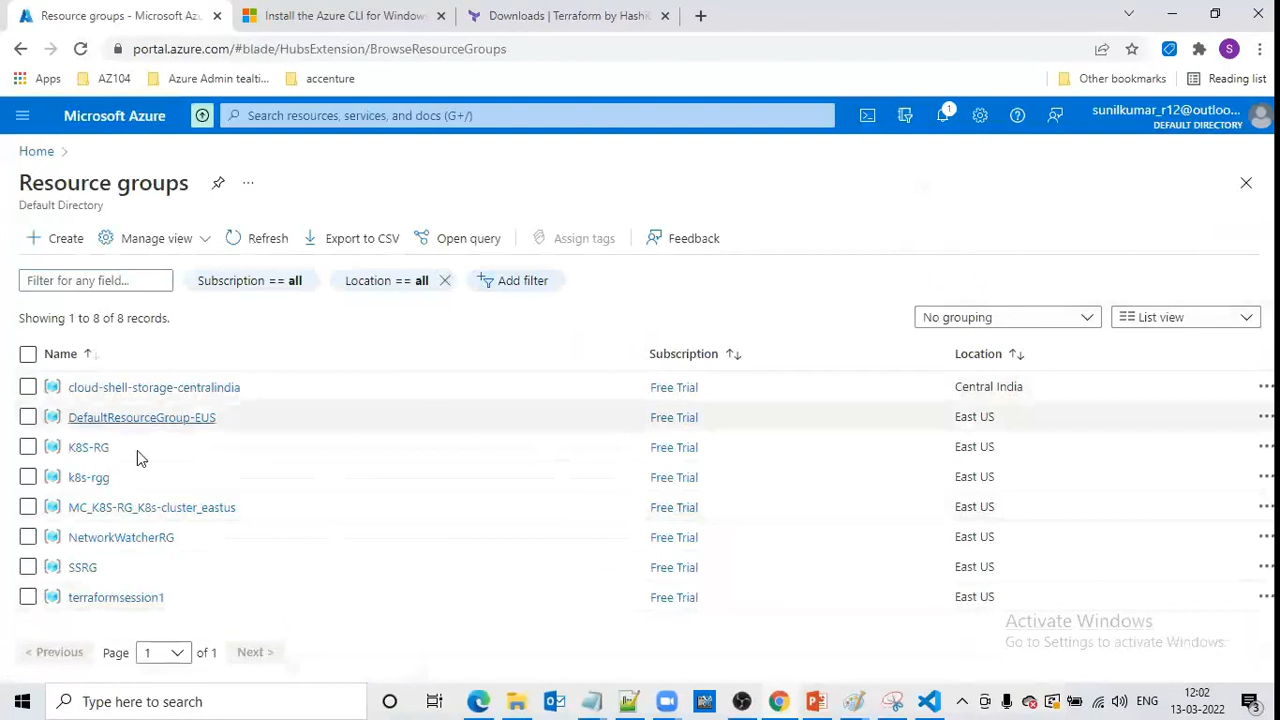 Resource groups - Microsoft Az
Install the Azure CLI for Window
Downloads | Terraform by HashK
portal.azure.com/#blade/HubsExtension/BrowseResourceGroups
S
Apps
AZ104
Azure Admin tealti...
accenture
Other bookmarks
Reading list
Microsoft Azure
Search resources, services, and docs (G+/)
1
sunilkumar_r12@outloo...
DEFAULT DIRECTORY
Home >
Resource groups
...
Default Directory
Create
Manage view
Refresh
Export to CSV
Open query
Assign tags
Feedback
Filter for any field...
Subscription == all
Location == all
Add filter
Showing 1 to 8 of 8 records.
No grouping
List view
Name
Subscription
Location
cloud-shell-storage-centralindia Free Trial Central India
DefaultResourceGroup-EUS Free Trial East US
K8S-RG Free Trial East US
k8s-rgg Free Trial East US
MC_K8S-RG_K8s-cluster_eastus Free Trial East US
NetworkWatcherRG Free Trial East US
SSRG Free Trial East US
terraformsession1 Free Trial East US
Activate Windows
Go to Settings to activate Windows.
< Previous
Page 1 of 1
Next >
Type here to search
ENG
12:02
13-03-2022
3